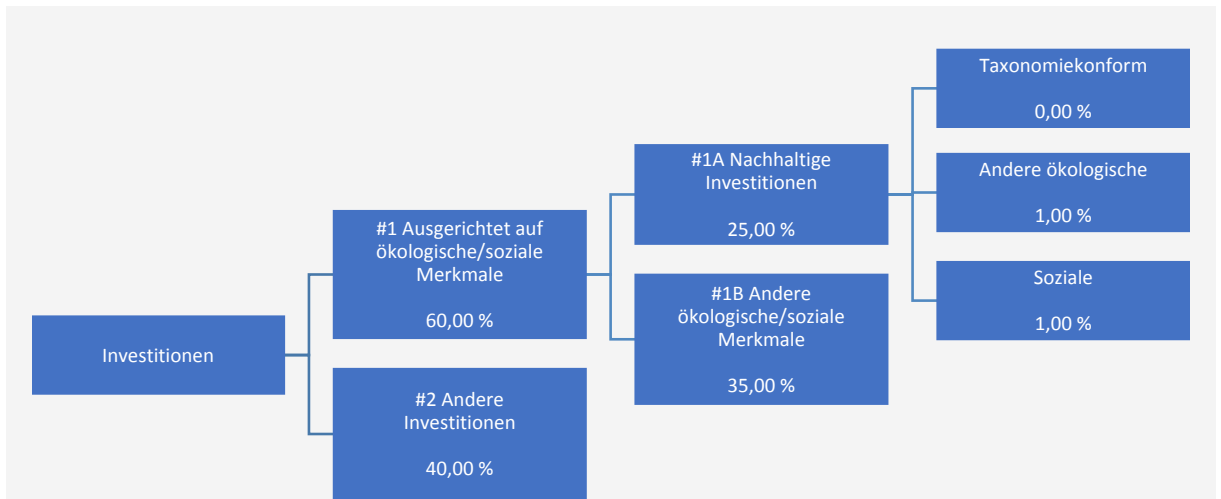 Investitionen
#1 Ausgerichtet auf
ökologische/soziale
Merkmale
60,00 %
#2 Andere
Investitionen
40,00 %
#1A Nachhaltige
Investitionen
25,00 %
#1B Andere
ökologische/soziale
Merkmale
35,00 %
Taxonomiekonform
0,00 %
Andere ökologische
1,00 %
Soziale
1,00 %